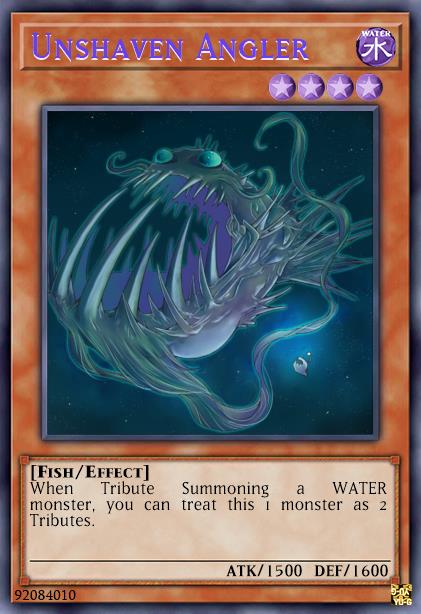 Unshaven Angler
WATER
水
[Fish/Effect]
When Tribute Summoning a WATER
monster, you can treat this 1 monster as 2
Tributes.
ATK/1500 DEF/1600
92084010